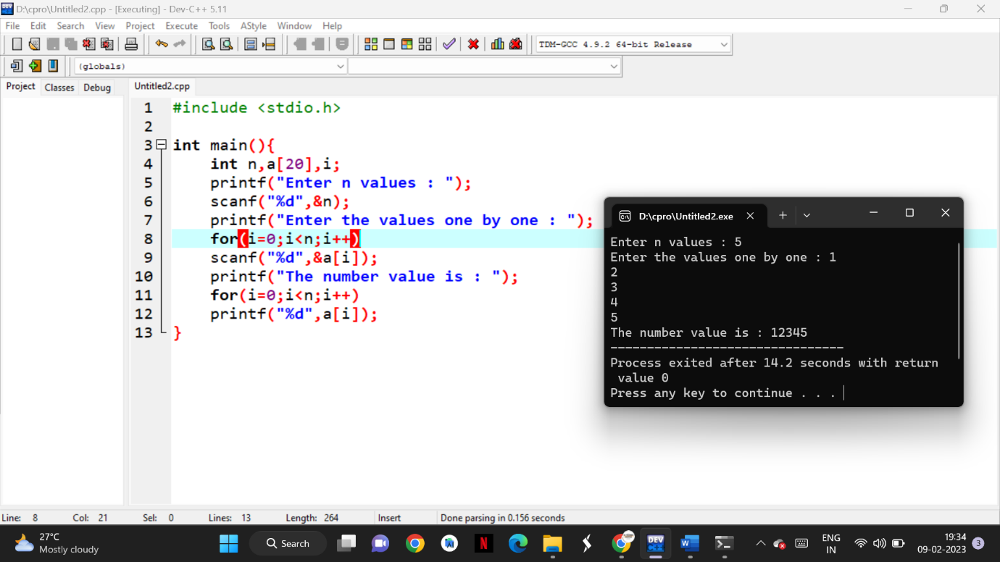 D:\cpro\Untitled2.cpp - [Executing] - Dev-C++ 5.11
File Edit Search View Project Execute Tools AStyle Window Help
TDM-GCC 4.9.2 64-bit Release
(globals)
Project Classes Debug
Untitled2.cpp
1 #include <stdio.h>
2
3 int main(){
4 int n,a[20],i;
5 printf("Enter n values : ");
6 scanf("%d",&n);
7 printf("Enter the values one by one : ");
8 for(i=0;i<n;i++)
9 scanf("%d",&a[i]);
10 printf("The number value is : ");
11 for(i=0;i<n;i++)
12 printf("%d",a[i]);
13 }
D:\cpro\Untitled2.exe
Enter n values : 5
Enter the values one by one : 1
2
3
4
5
The number value is : 12345
--------------------------------
Process exited after 14.2 seconds with return
value 0
Press any key to continue . . .
Line: 8 Col: 21 Sel: 0 Lines: 13 Length: 264 Insert Done parsing in 0.156 seconds
27°C
Mostly cloudy
Search
N
DEV
W
ENG
IN
19:34
09-02-2023
3